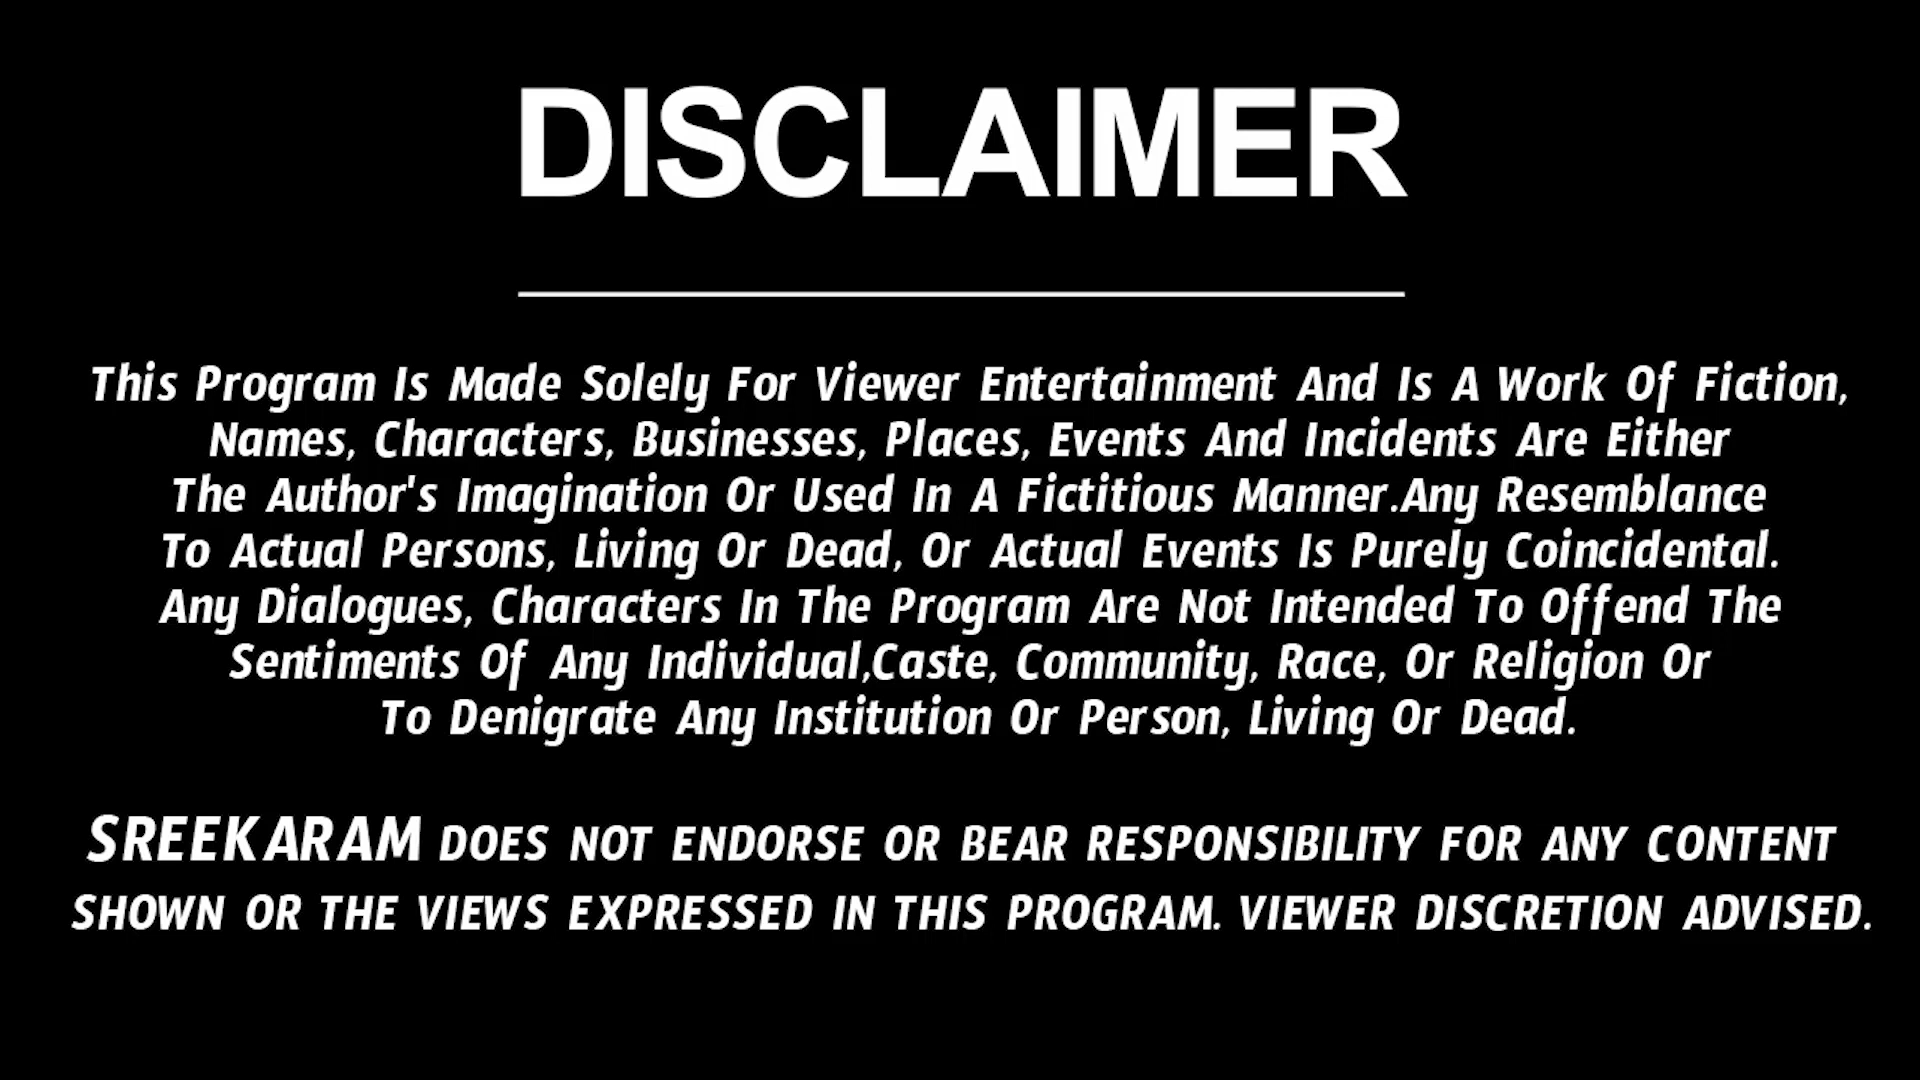 DISCLAIMER
This Program Is Made Solely For Viewer Entertainment And Is A Work Of Fiction,
Names, Characters, Businesses, Places, Events And Incidents Are Either
The Author's Imagination Or Used In A Fictitious Manner.Any Resemblance
To Actual Persons, Living Or Dead, Or Actual Events Is Purely Coincidental.
Any Dialogues, Characters In The Program Are Not Intended To Offend The
Sentiments Of Any Individual,Caste, Community, Race, Or Religion Or
To Denigrate Any Institution Or Person, Living Or Dead.
SREEKARAM DOES NOT ENDORSE OR BEAR RESPONSIBILITY FOR ANY CONTENT
SHOWN OR THE VIEWS EXPRESSED IN THIS PROGRAM. VIEWER DISCRETION ADVISED.